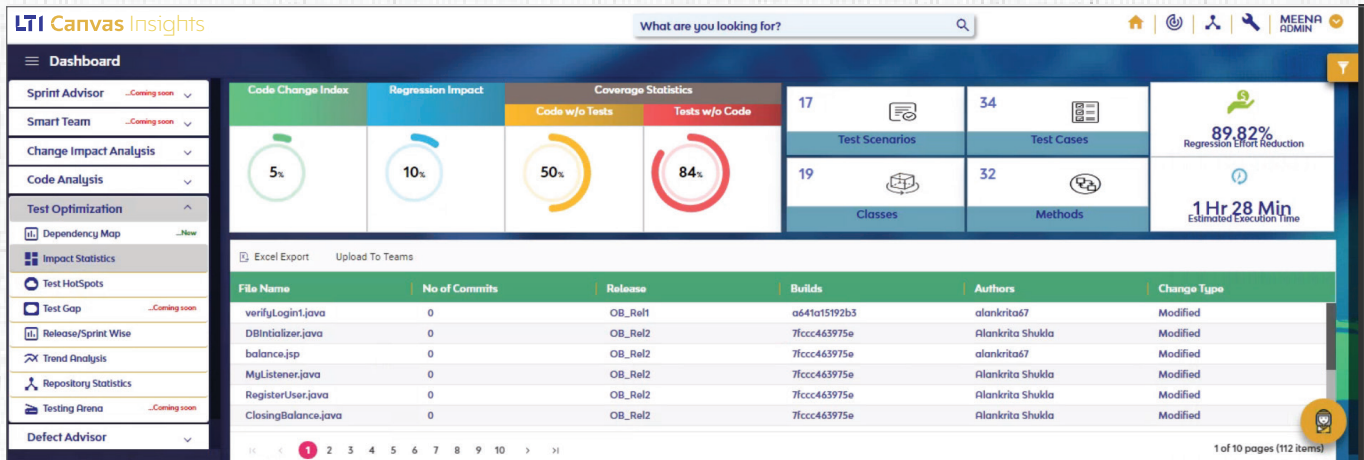 LTI Canvas Insights
What are you looking for?
MEENA
ADMIN
Dashboard
Sprint Advisor ...Coming soon
Smart Team ...Coming soon
Change Impact Analysis
Code Analysis
Test Optimization
Dependency Map ...New
Impact Statistics
Test HotSpots
Test Gap ...Coming soon
Release/Sprint Wise
Trend Analysis
Repository Statistics
Testing Arena ...Coming soon
Defect Advisor
Code Change Index
Regression Impact
Coverage Statistics
Code w/o Tests
Tests w/o Code
5%
10%
50%
84%
17
Test Scenarios
34
Test Cases
19
Classes
32
Methods
89.82%
Regression Effort Reduction
1 Hr 28 Min
Estimated Execution Time
Excel Export Upload To Teams
File Name No of Commits Release Builds Authors Change Type
verifyLogin1.java 0 OB_Rel1 a641a15192b3 alankrita67 Modified
DBIntializer.java 0 OB_Rel2 7fccc463975e Alankrita Shukla Modified
balance.jsp 0 OB_Rel2 7fccc463975e alankrita67 Modified
MyListener.java 0 OB_Rel2 7fccc463975e Alankrita Shukla Modified
RegisterUser.java 0 OB_Rel2 7fccc463975e Alankrita Shukla Modified
ClosingBalance.java 0 OB_Rel2 7fccc463975e Alankrita Shukla Modified
1 2 3 4 5 6 7 8 9 10
1 of 10 pages (112 items)